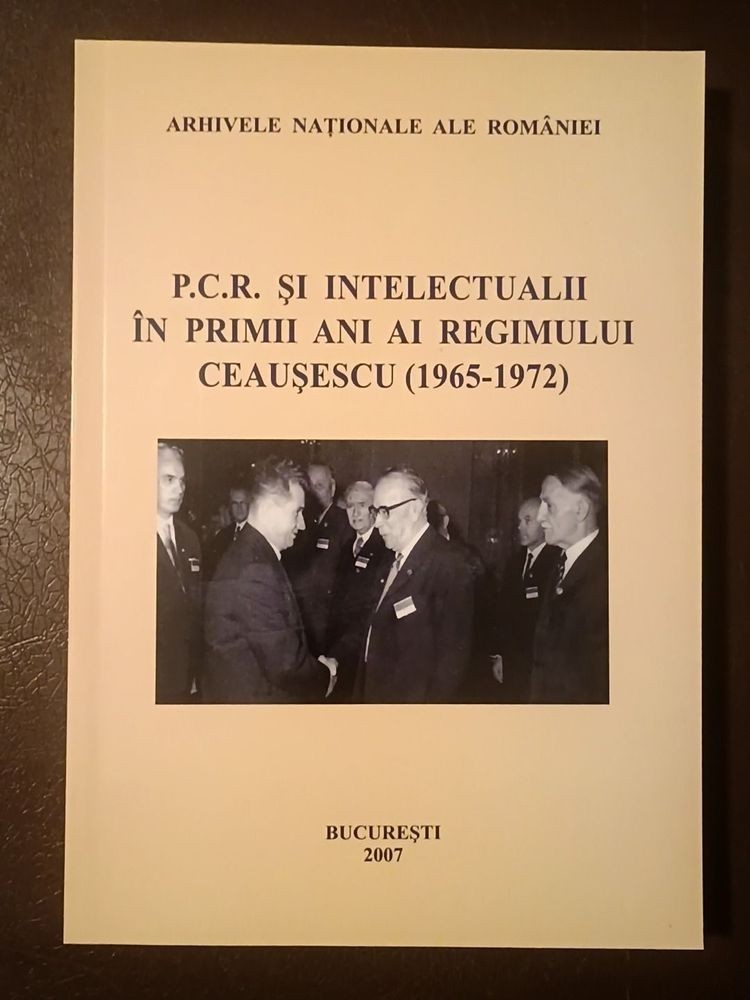 ARHIVELE NAŢIONALE ALE ROMÂNIEI
P.C.R. ŞI INTELECTUALII
ÎN PRIMII ANI AI REGIMULUI
CEAUŞESCU (1965-1972)
BUCUREŞTI
2007